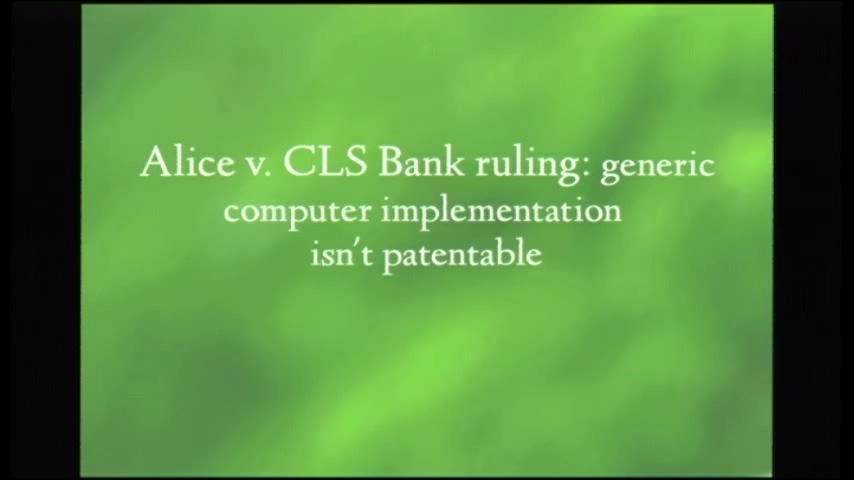 Alice v. CLS Bank ruling: generic
computer implementation
isn't patentable